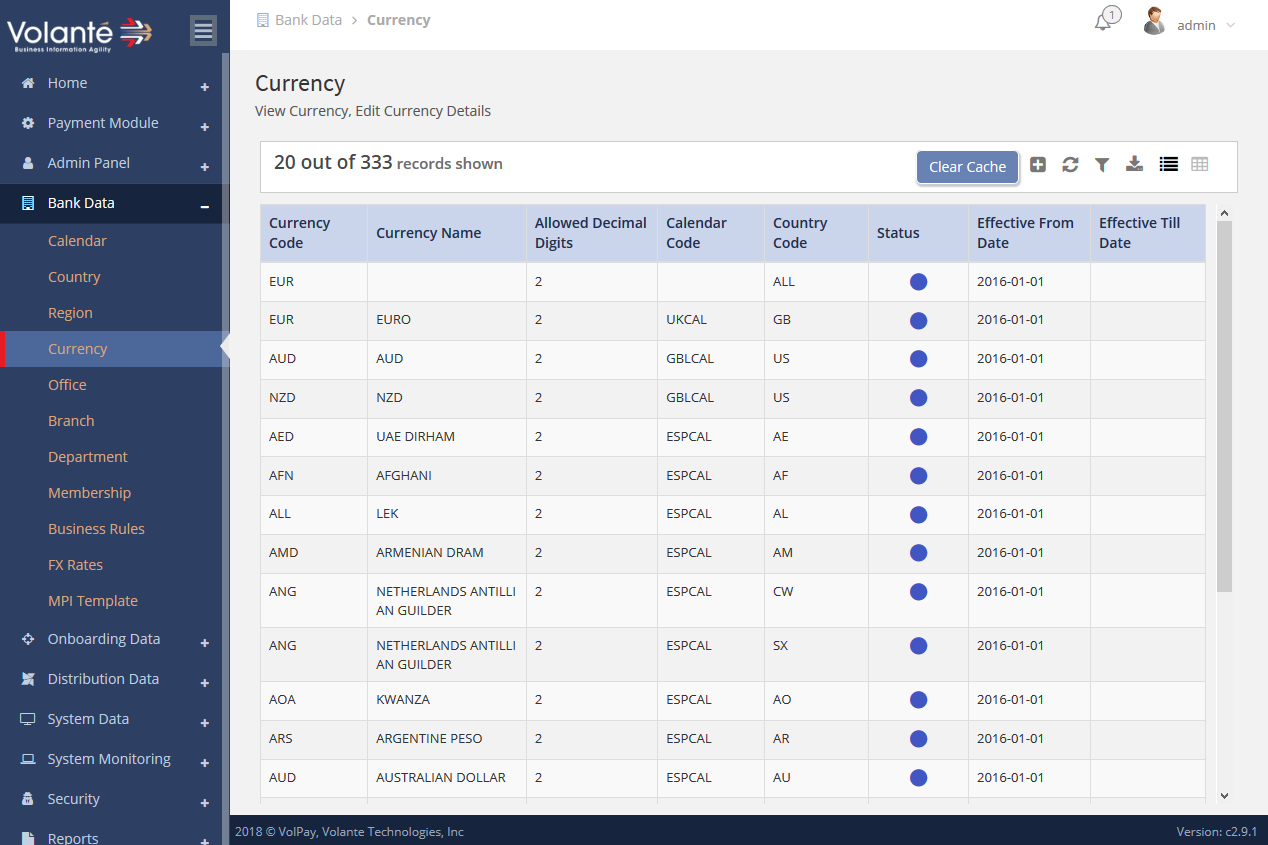 Volanté
Business Information Agility
Bank Data > Currency
1
admin
Home +
Payment Module +
Admin Panel +
Bank Data –
Calendar
Country
Region
Currency
Office
Branch
Department
Membership
Business Rules
FX Rates
MPI Template
Onboarding Data +
Distribution Data +
System Data +
System Monitoring +
Security +
Reports +
Currency
View Currency, Edit Currency Details
20 out of 333 records shown
Clear Cache
Currency Code Currency Name Allowed Decimal Digits Calendar Code Country Code Status Effective From Date Effective Till Date
EUR 2 ALL 2016-01-01
EUR EURO 2 UKCAL GB 2016-01-01
AUD AUD 2 GBLCAL US 2016-01-01
NZD NZD 2 GBLCAL US 2016-01-01
AED UAE DIRHAM 2 ESPCAL AE 2016-01-01
AFN AFGHANI 2 ESPCAL AF 2016-01-01
ALL LEK 2 ESPCAL AL 2016-01-01
AMD ARMENIAN DRAM 2 ESPCAL AM 2016-01-01
ANG NETHERLANDS ANTILLI 2 ESPCAL CW 2016-01-01
AN GUILDER
ANG NETHERLANDS ANTILLI 2 ESPCAL SX 2016-01-01
AN GUILDER
AOA KWANZA 2 ESPCAL AO 2016-01-01
ARS ARGENTINE PESO 2 ESPCAL AR 2016-01-01
AUD AUSTRALIAN DOLLAR 2 ESPCAL AU 2016-01-01
2018 © VolPay, Volante Technologies, Inc
Version: c2.9.1